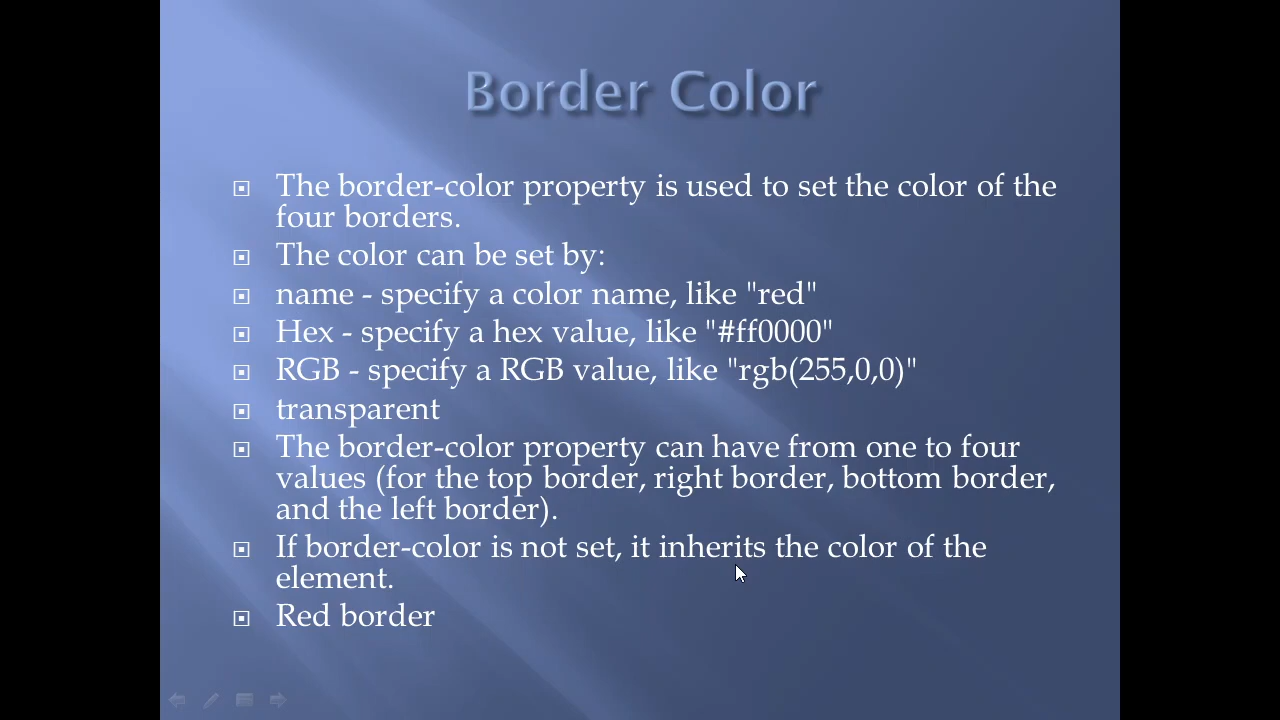 Border Color
The border-color property is used to set the color of the
four borders.
The color can be set by:
name - specify a color name, like "red"
Hex - specify a hex value, like "#ff0000"
RGB - specify a RGB value, like "rgb(255,0,0)"
transparent
The border-color property can have from one to four
values (for the top border, right border, bottom border,
and the left border).
If border-color is not set, it inherits the color of the
element.
Red border